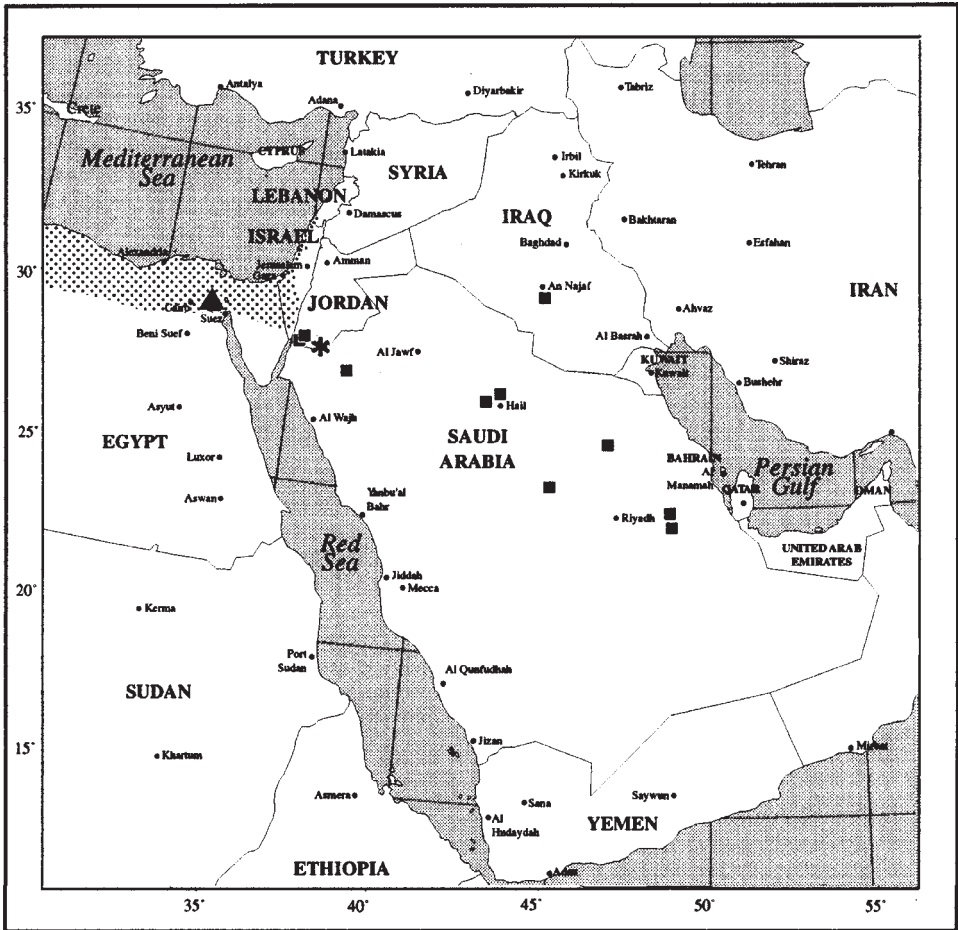 TURKEY
Antalya
Adana
Diyarbakir
Tabriz
35°
Crete
CYPRUS
Latakia
Irbil
Kirkuk
Tehran
Mediterranean
Sea
SYRIA
LEBANON
Damascus
IRAQ
Bakhtaran
ISRAEL
Baghdad
Esfahan
Alexandria
Jerusalem
Amman
30°
Gaza
An Najaf
IRAN
JORDAN
Cairo
Suez
Ahvaz
Beni Suef
Al Basrah
Al Jawf
KUWAIT
Kuwait
Shiraz
Bushehr
Asyut
Al Wajh
Hail
25°
EGYPT
SAUDI
ARABIA
Luxor
BAHRAIN
Al
Manamah
Persian
Gulf
QATAR
OMAN
Aswan
Yanbu'al
Bahr
Riyadh
Red
Sea
UNITED ARAB
EMIRATES
Jiddah
Mecca
20°
Kerma
Port
Sudan
Al Qunfudhah
SUDAN
Jizan
15°
Khartum
Mirbat
Asmera
Sana
Saywun
Al
Hudaydah
YEMEN
ETHIOPIA
Aden
35° 40° 45° 50° 55°